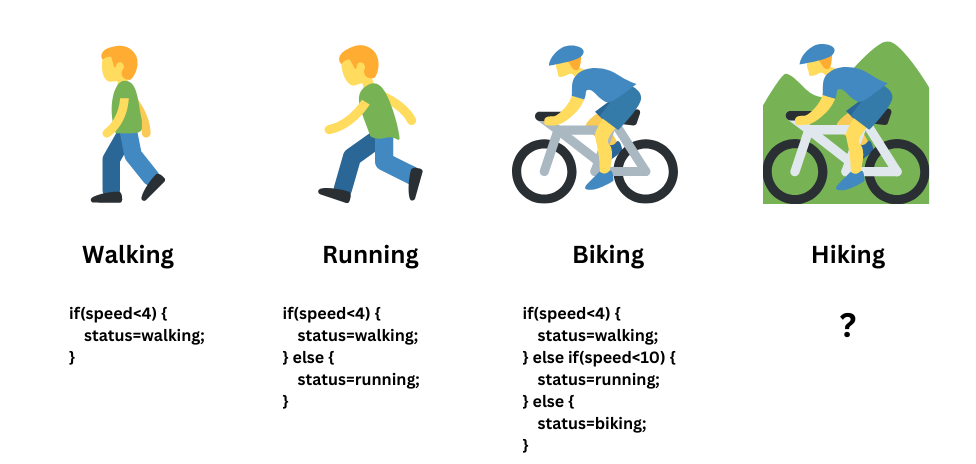 Walking
if(speed<4) {
status=walking;
}
Running
if(speed<4) {
status=walking;
} else {
status=running;
}
Biking
if(speed<4) {
status=walking;
} else if(speed<10) {
status=running;
} else {
status=biking;
}
Hiking
?